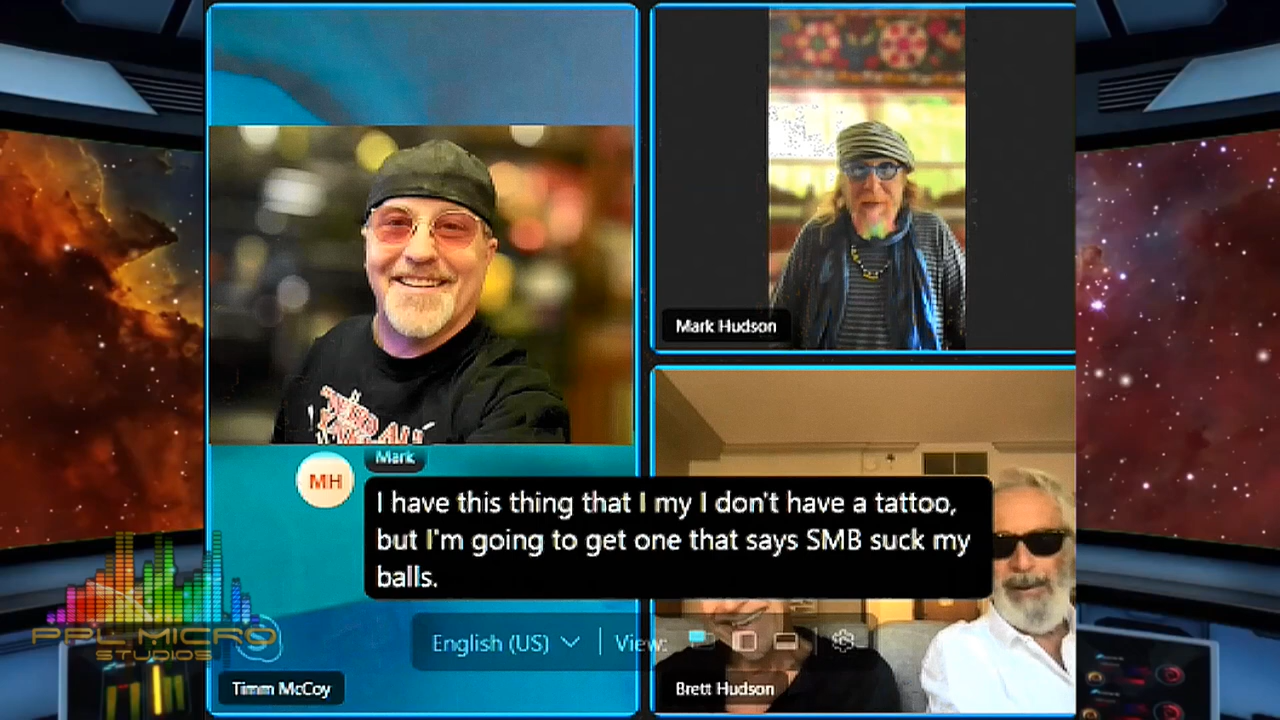 Mark Hudson
Mark
MH
I have this thing that I my I don't have a tattoo,
but I'm going to get one that says SMB suck my
balls.
English (US)
View:
PPL MICRO
STUDIOS
Timm McCoy
Brett Hudson